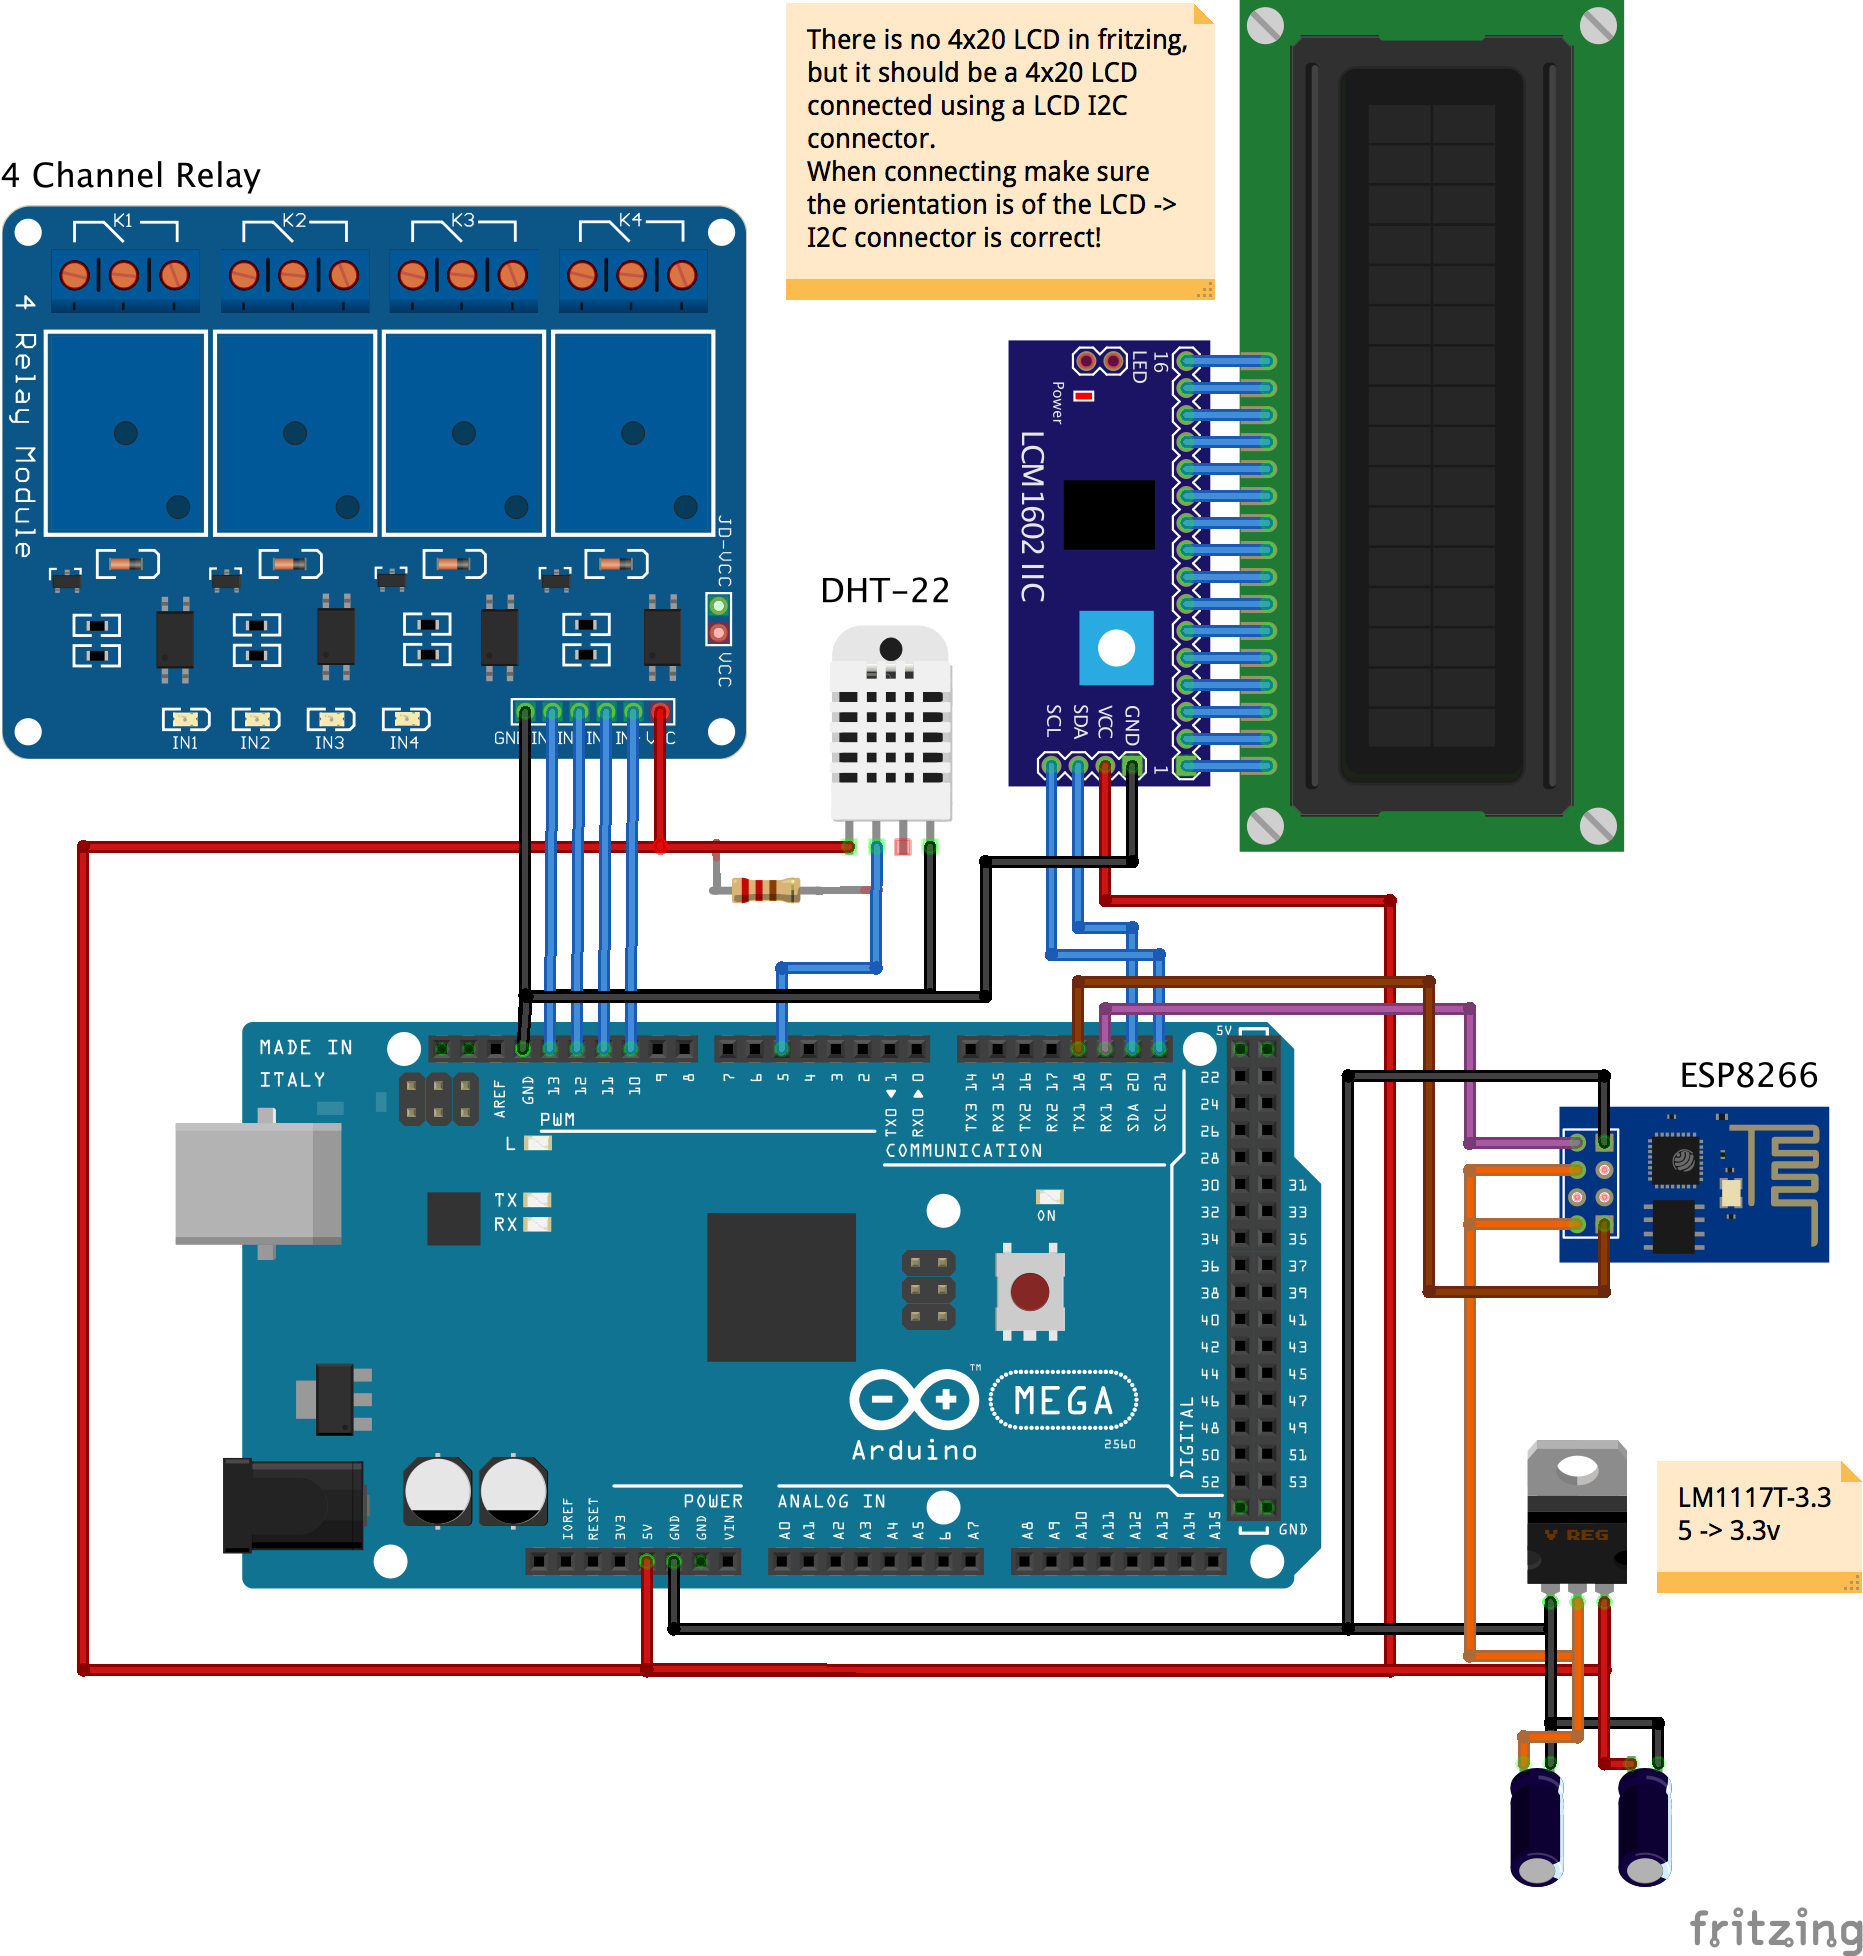 There is no 4x20 LCD in fritzing,
but it should be a 4x20 LCD
connected using a LCD I2C
connector.
When connecting make sure
the orientation is of the LCD ->
I2C connector is correct!
4 Channel Relay
K1
K2
K3
K4
4 Relay Module
JD-VCC
VCC
IN1
IN2
IN3
IN4
DHT-22
LED
16
Power
LCM1602 IIC
SCL
SDA
VCC
GND
1
MADE IN
ITALY
AREF
GND
13
12
11
10
9
8
7
6
5
4
3
2
TX0 1
RX0 0
TX3 14
RX3 15
TX2 16
RX2 17
TX1 18
RX1 19
SDA 20
SCL 21
5V
PWM
COMMUNICATION
L
TX
RX
ON
22
24
26
28
30 31
32 33
34 35
36 37
38 39
40 41
42 43
44 45
46 47
48 49
50 51
52 53
DIGITAL
GND
Arduino
TM
MEGA
2560
POWER
ANALOG IN
IOREF
RESET
3V3
5V
GND
GND
VIN
A0
A1
A2
A3
A4
A5
6
A7
A8
A9
A10
A11
A12
A13
A14
A15
ESP8266
V REG
LM1117T-3.3
5 -> 3.3v
fritzing